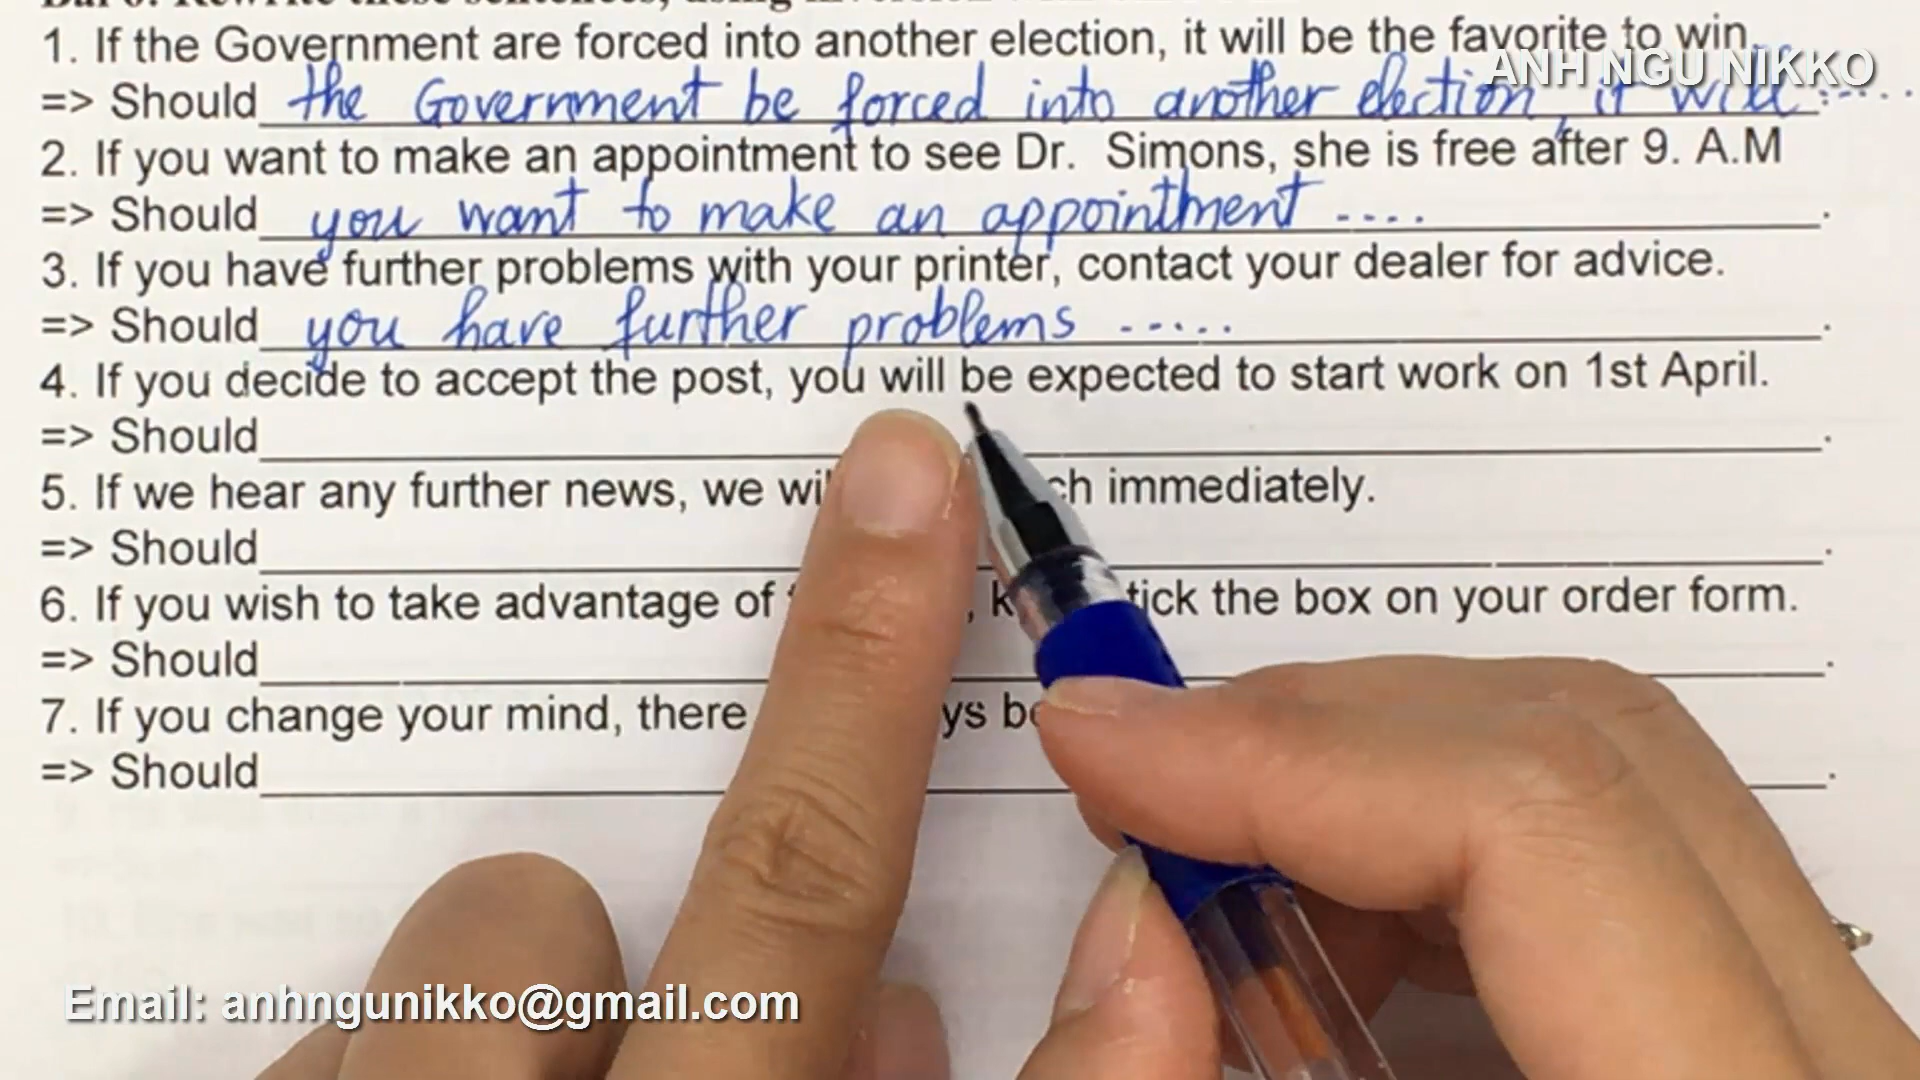 1. If the Government are forced into another election, it will be the favorite to win.
ANH NGU NIKKO
=> Should the Government be forced into another election, it will .....
2. If you want to make an appointment to see Dr. Simons, she is free after 9. A.M
=> Should you want to make an appointment .... .
3. If you have further problems with your printer, contact your dealer for advice.
=> Should you have further problems ..... .
4. If you decide to accept the post, you will be expected to start work on 1st April.
=> Should .
5. If we hear any further news, we immediately.
=> Should .
6. If you wish to take advantage of tick the box on your order form.
=> Should .
7. If you change your mind, there
=> Should .
Email: anhngunikko@gmail.com